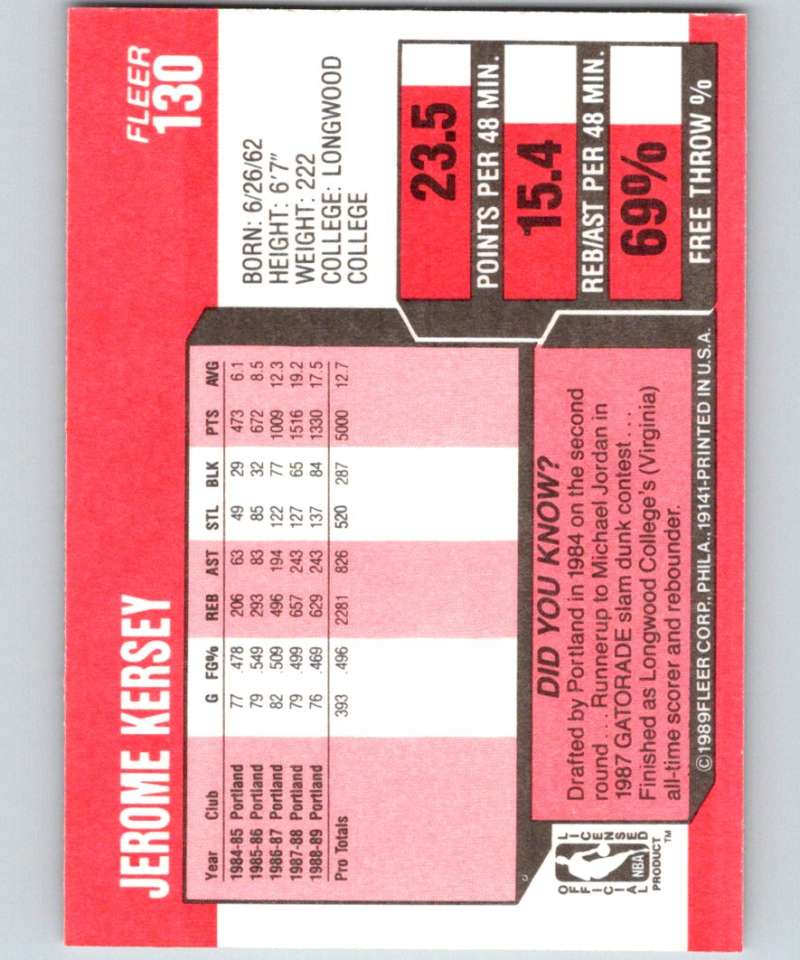 JEROME KERSEY
FLEER
130
BORN: 6/26/62
HEIGHT: 6'7"
WEIGHT: 222
COLLEGE: LONGWOOD
COLLEGE
Year Club G FG% REB AST STL BLK PTS AVG
1984-85 Portland 77 .478 206 63 49 29 473 6.1
1985-86 Portland 79 .549 293 83 85 32 672 8.5
1986-87 Portland 82 .509 496 194 122 77 1009 12.3
1987-88 Portland 79 .499 657 243 127 65 1516 19.2
1988-89 Portland 76 .469 629 243 137 84 1330 17.5
Pro Totals 393 .496 2281 826 520 287 5000 12.7
23.5
POINTS PER 48 MIN.
15.4
REB/AST PER 48 MIN.
69%
FREE THROW %
DID YOU KNOW?
Drafted by Portland in 1984 on the second
round. . . Runnerup to Michael Jordan in
1987 GATORADE slam dunk contest. . .
Finished as Longwood College's (Virginia)
all-time scorer and rebounder.
OFFICIAL LICENSED
NBA
PRODUCT™
©1989FLEER CORP., PHILA., 19141-PRINTED IN U.S.A.